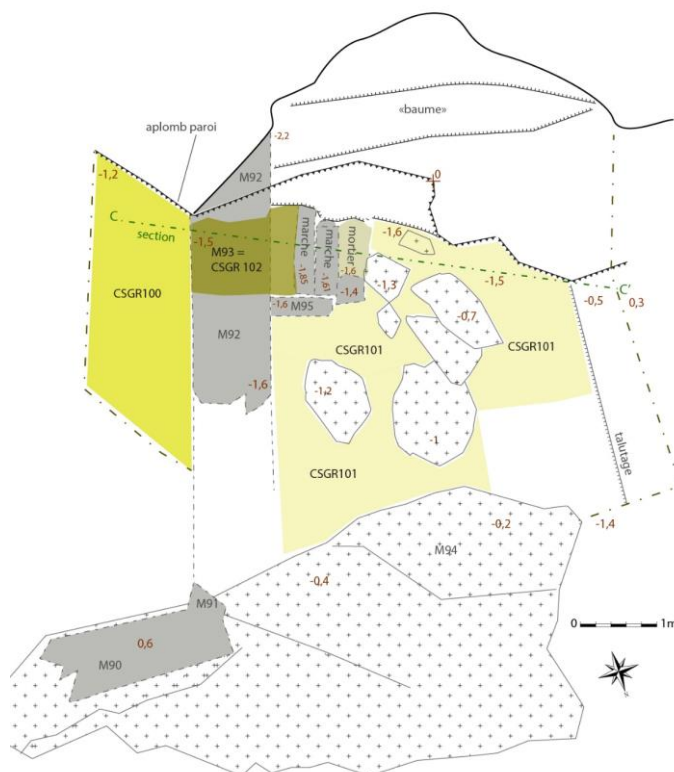 «baume»
aplomb paroi
-2,2
-1,2
M92
0
C
section
-1,5
M93 =
CSGR 102
marche
-1,85
marche
-1,61
mortier
-1,6
-1,4
-1,6
-1,3
-1,5
-0,7
-0,5
C'
0,3
CSGR100
-1,6
M95
M92
-1,6
CSGR101
CSGR101
-1,2
-1
CSGR101
talutage
-0,2
-1,4
M94
-0,4
M91
0,6
M90
0
1m